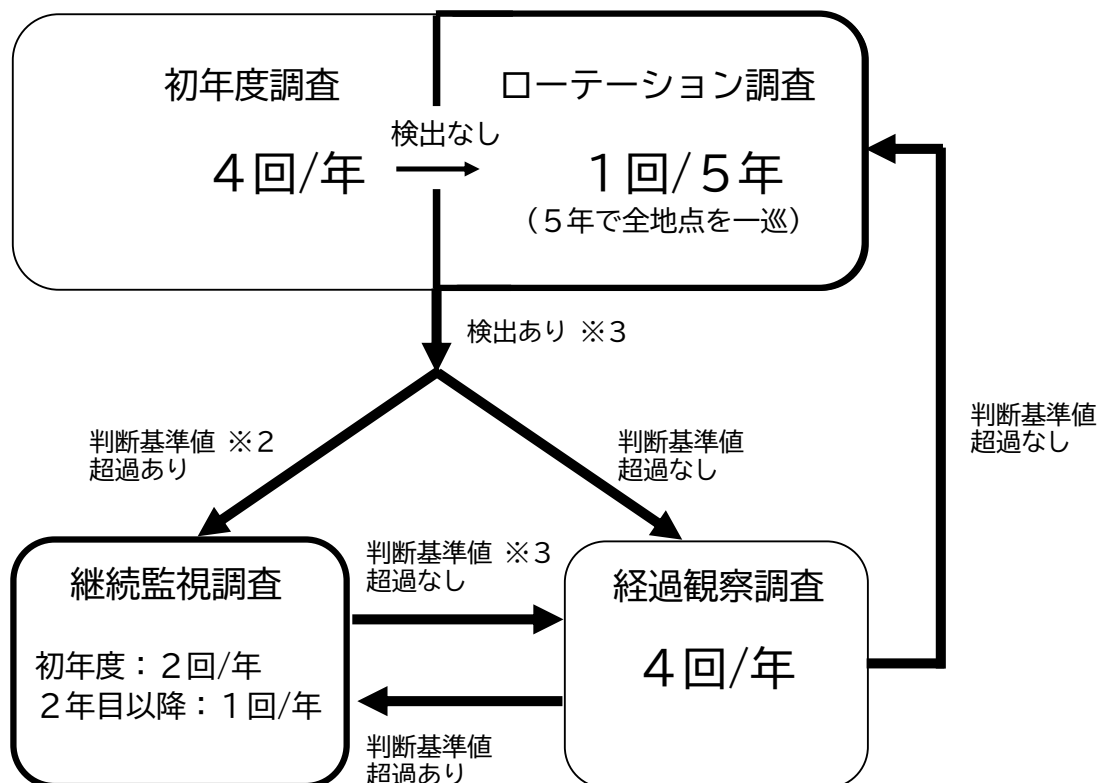 初年度調査
４回/年
検出なし
ローテーション調査
１回/５年
（５年で全地点を一巡）
検出あり ※３
判断基準値 ※２
超過あり
判断基準値
超過なし
判断基準値
超過なし
継続監視調査
初年度：２回/年
２年目以降：１回/年
判断基準値 ※３
超過なし
判断基準値
超過あり
経過観察調査
４回/年